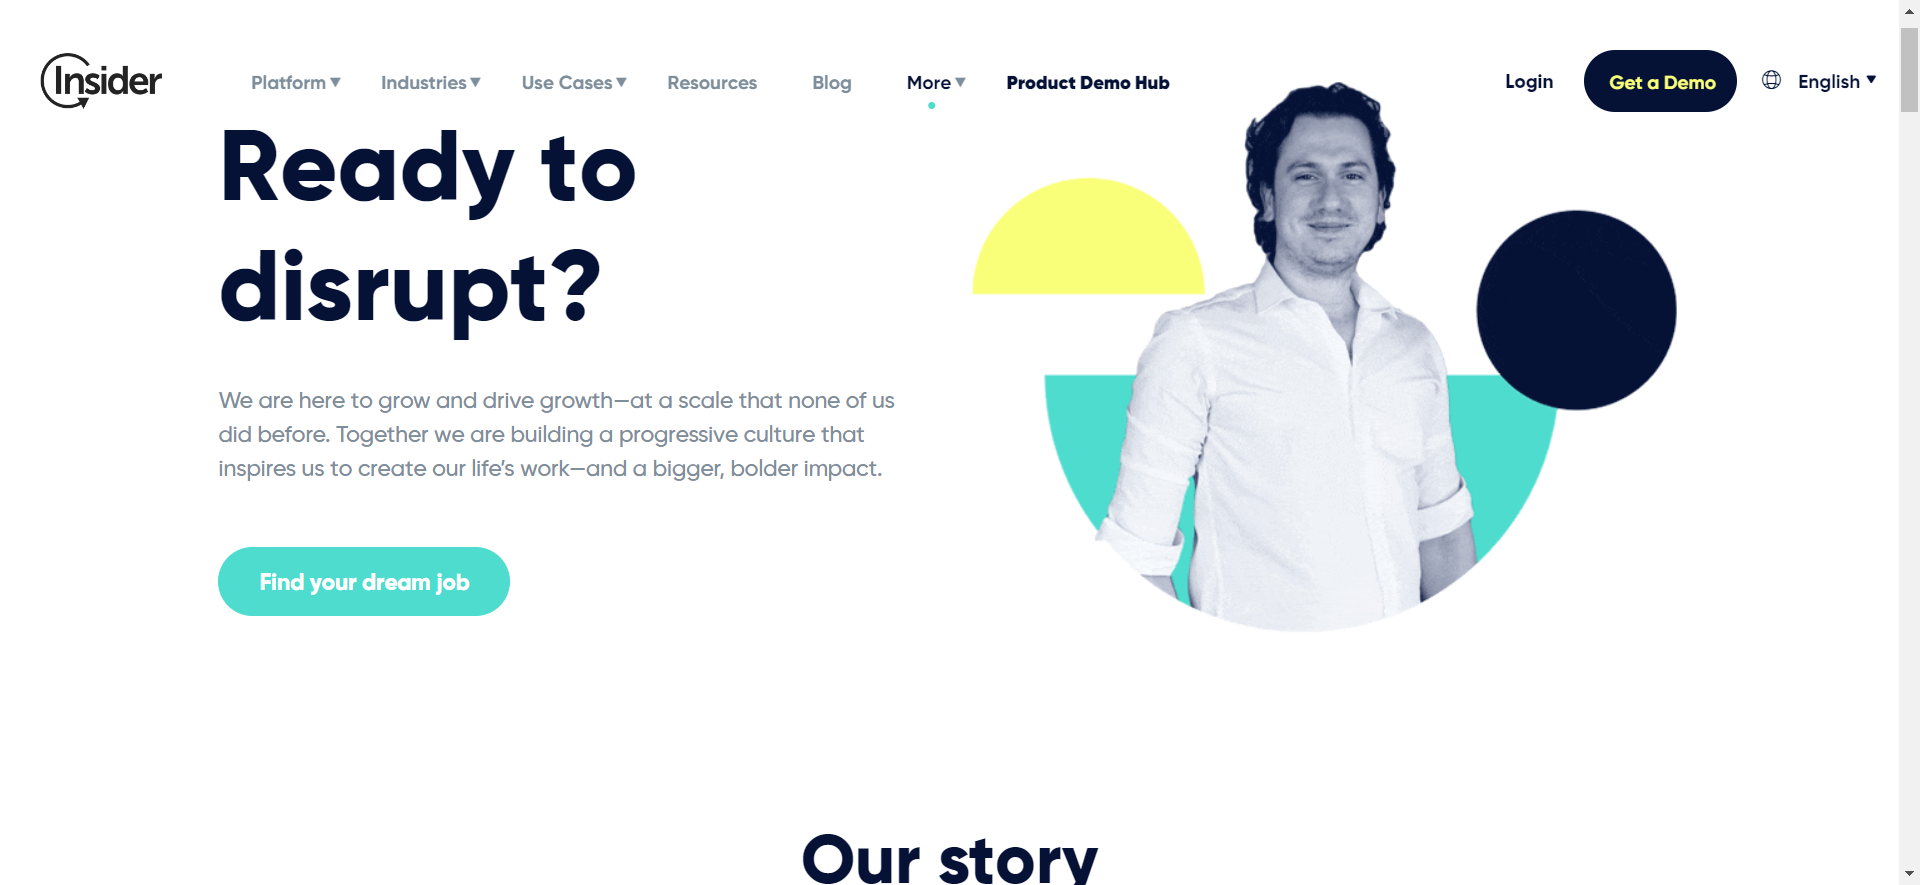 Insider
Platform
Industries
Use Cases
Resources
Blog
More
Product Demo Hub
Login
Get a Demo
English
Ready to
disrupt?
We are here to grow and drive growth—at a scale that none of us
did before. Together we are building a progressive culture that
inspires us to create our life’s work—and a bigger, bolder impact.
Find your dream job
Our story